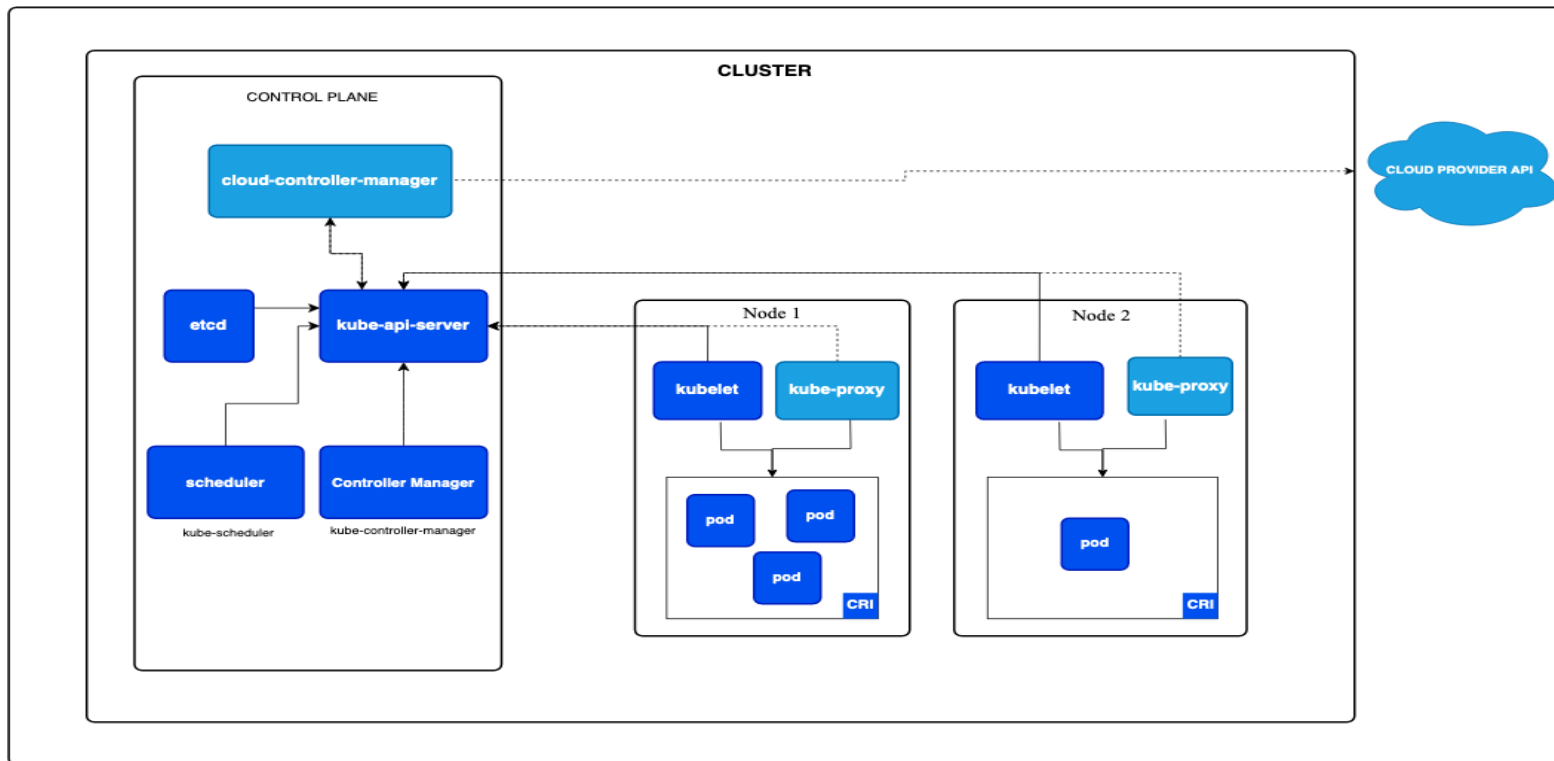 CLUSTER
CONTROL PLANE
cloud-controller-manager
CLOUD PROVIDER API
etcd
kube-api-server
scheduler
kube-scheduler
Controller Manager
kube-controller-manager
Node 1
kubelet
kube-proxy
pod
pod
pod
CRI
Node 2
kubelet
kube-proxy
pod
CRI